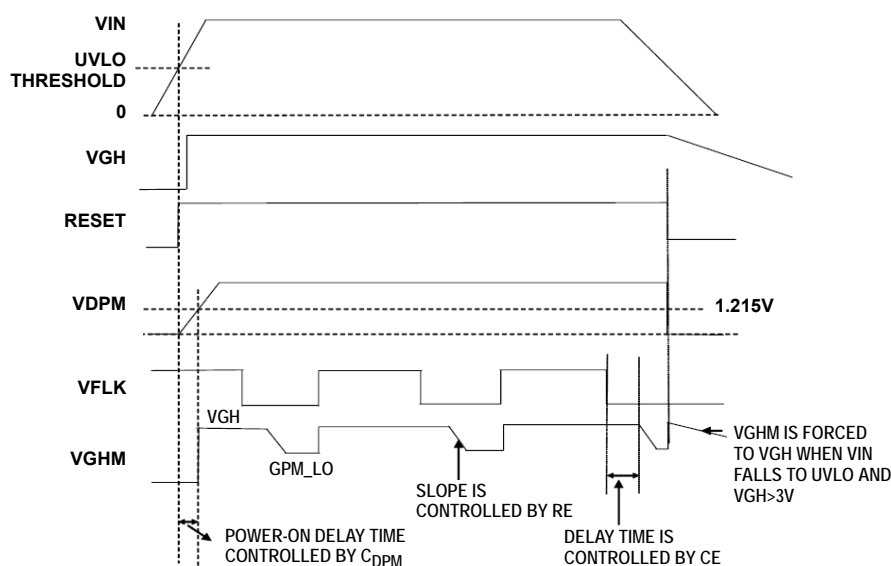 VIN
UVLO
THRESHOLD
0
VGH
RESET
VDPM
1.215V
VFLK
VGH
VGHM
GPM_LO
VGHM IS FORCED
TO VGH WHEN VIN
FALLS TO UVLO AND
VGH>3V
SLOPE IS
CONTROLLED BY RE
POWER-ON DELAY TIME
CONTROLLED BY CDPM
DELAY TIME IS
CONTROLLED BY CE